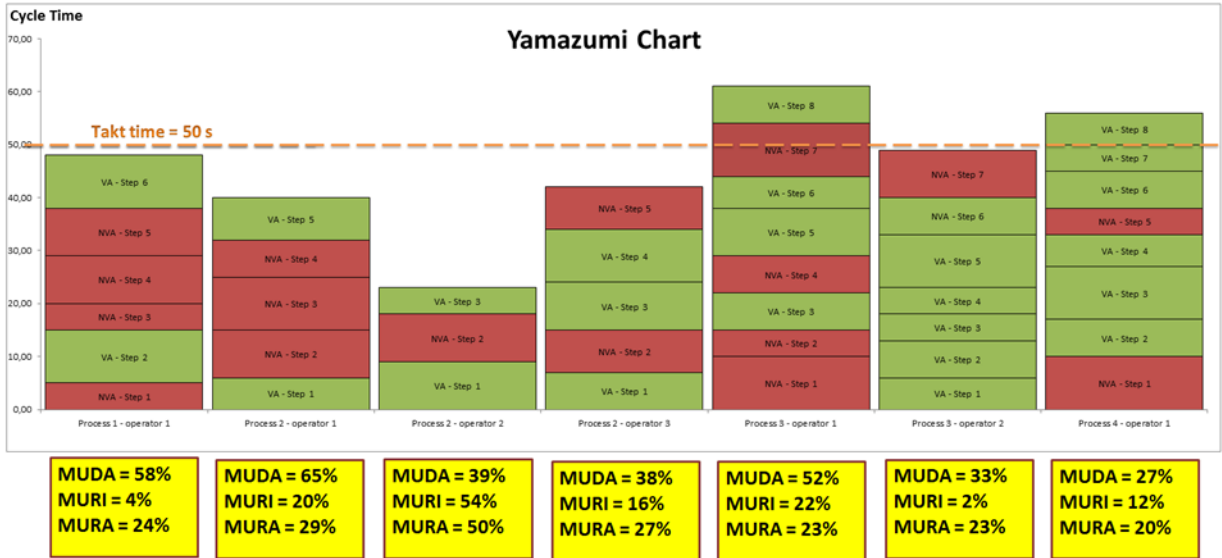 Cycle Time
Yamazumi Chart
70,00
60,00
50,00
40,00
30,00
20,00
10,00
0,00
Takt time = 50 s
VA - Step 6
NVA - Step 5
NVA - Step 4
NVA - Step 3
VA - Step 2
NVA - Step 1
VA - Step 5
NVA - Step 4
NVA - Step 3
NVA - Step 2
VA - Step 1
VA - Step 3
NVA - Step 2
VA - Step 1
NVA - Step 5
VA - Step 4
VA - Step 3
NVA - Step 2
VA - Step 1
VA - Step 8
NVA - Step 7
VA - Step 6
VA - Step 5
NVA - Step 4
VA - Step 3
NVA - Step 2
NVA - Step 1
NVA - Step 7
NVA - Step 6
VA - Step 5
VA - Step 4
VA - Step 3
VA - Step 2
VA - Step 1
VA - Step 8
VA - Step 7
VA - Step 6
NVA - Step 5
VA - Step 4
VA - Step 3
VA - Step 2
NVA - Step 1
Process 1 - operator 1
Process 2 - operator 1
Process 2 - operator 2
Process 2 - operator 3
Process 3 - operator 1
Process 3 - operator 2
Process 4 - operator 1
MUDA = 58%
MURI = 4%
MURA = 24%
MUDA = 65%
MURI = 20%
MURA = 29%
MUDA = 39%
MURI = 54%
MURA = 50%
MUDA = 38%
MURI = 16%
MURA = 27%
MUDA = 52%
MURI = 22%
MURA = 23%
MUDA = 33%
MURI = 2%
MURA = 23%
MUDA = 27%
MURI = 12%
MURA = 20%